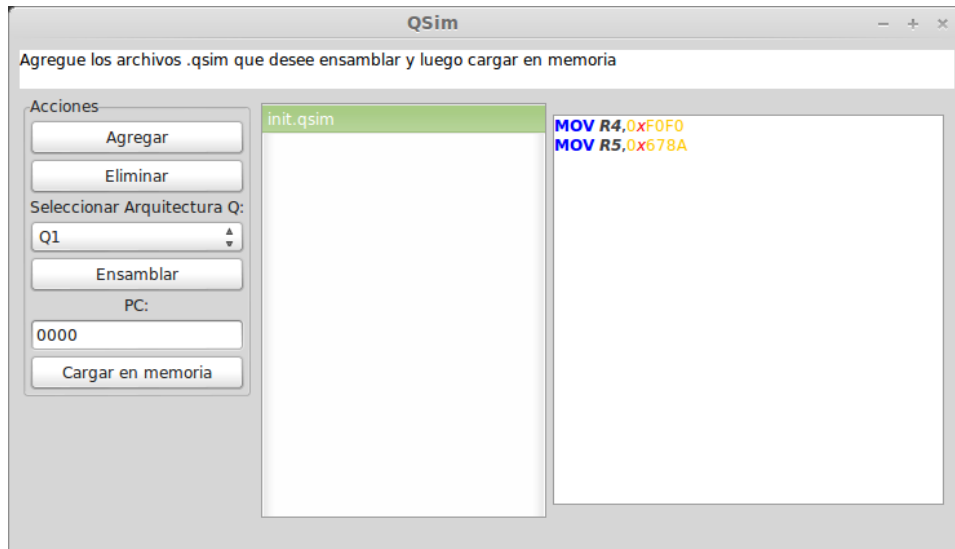 QSim
Agregue los archivos .qsim que desee ensamblar y luego cargar en memoria
Acciones
Agregar
Eliminar
Seleccionar Arquitectura Q:
Q1
Ensamblar
PC:
0000
Cargar en memoria
init.qsim
MOV R4,0xF0F0
MOV R5,0x678A